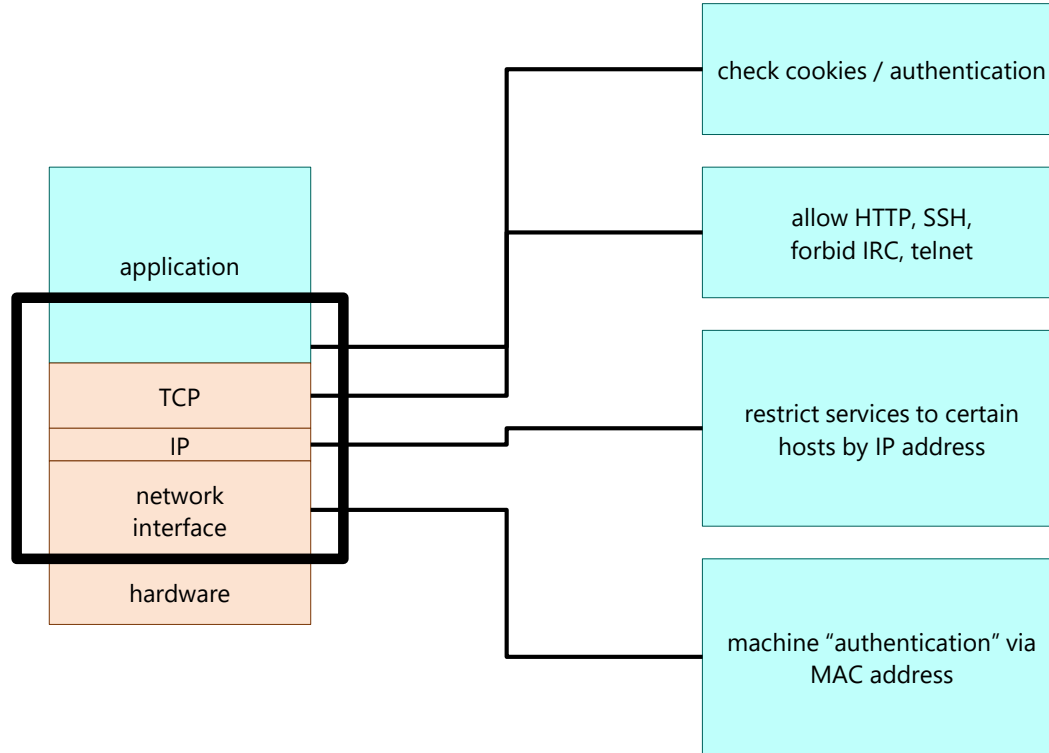 application
TCP
IP
network
interface
hardware
check cookies / authentication
allow HTTP, SSH,
forbid IRC, telnet
restrict services to certain
hosts by IP address
machine “authentication” via
MAC address